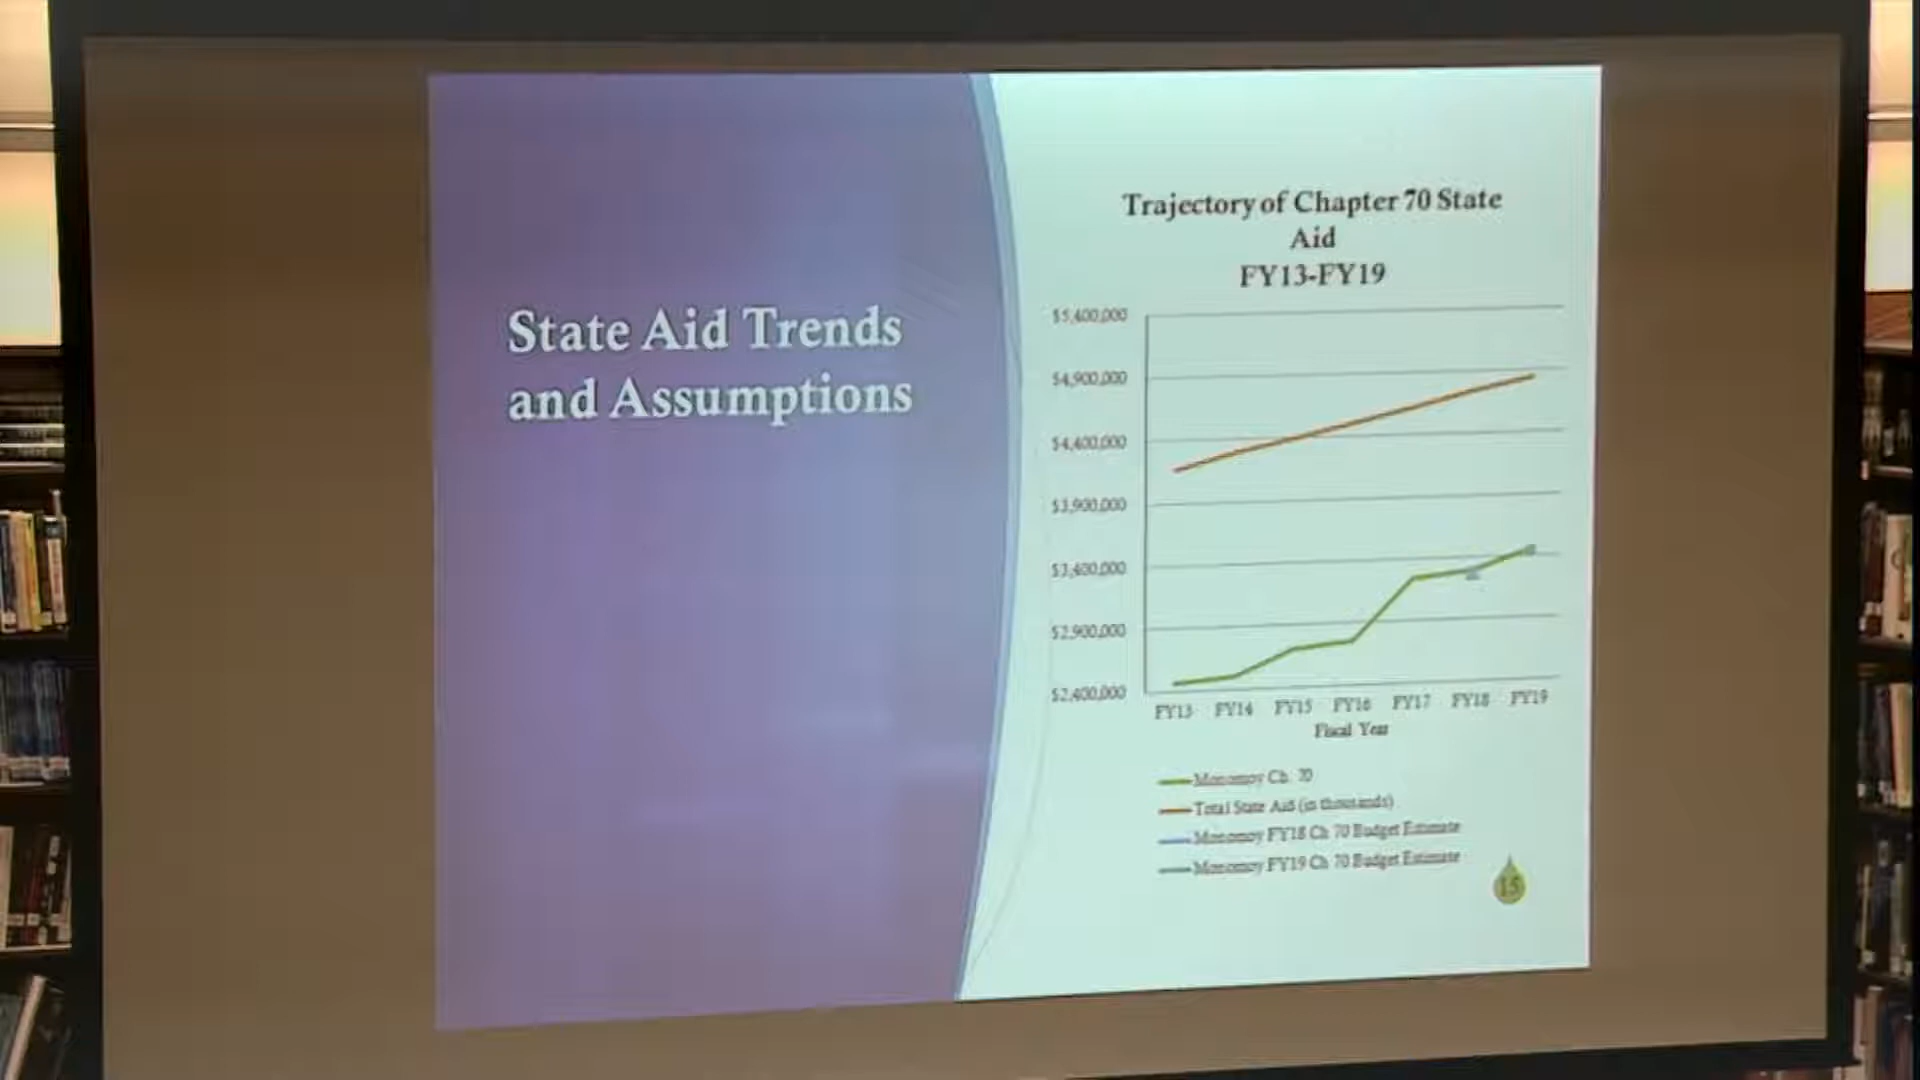 State Aid Trends
and Assumptions
Trajectory of Chapter 70 State
Aid
FY13-FY19
$5,400,000
$4,900,000
$4,400,000
$3,900,000
$3,400,000
$2,900,000
$2,400,000
FY13 FY14 FY15 FY16 FY17 FY18 FY19
Fiscal Year
Monomoy Ch. 70
Total State Aid (in thousands)
Monomoy FY18 Ch 70 Budget Estimate
Monomoy FY19 Ch 70 Budget Estimate
15